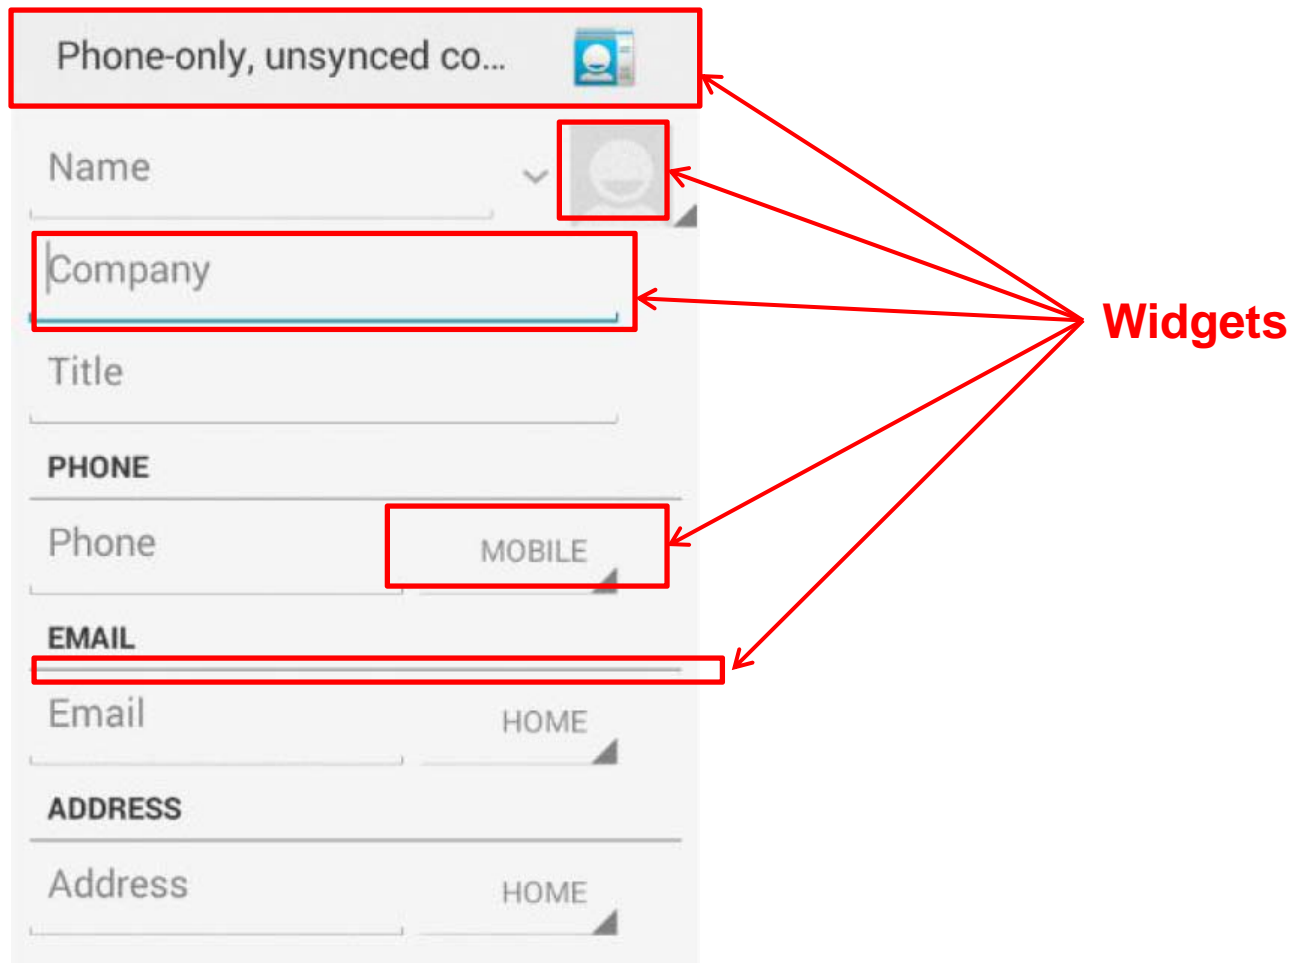 Phone-only, unsynced co...
Name
Company
Widgets
Title
PHONE
Phone MOBILE
EMAIL
Email HOME
ADDRESS
Address HOME